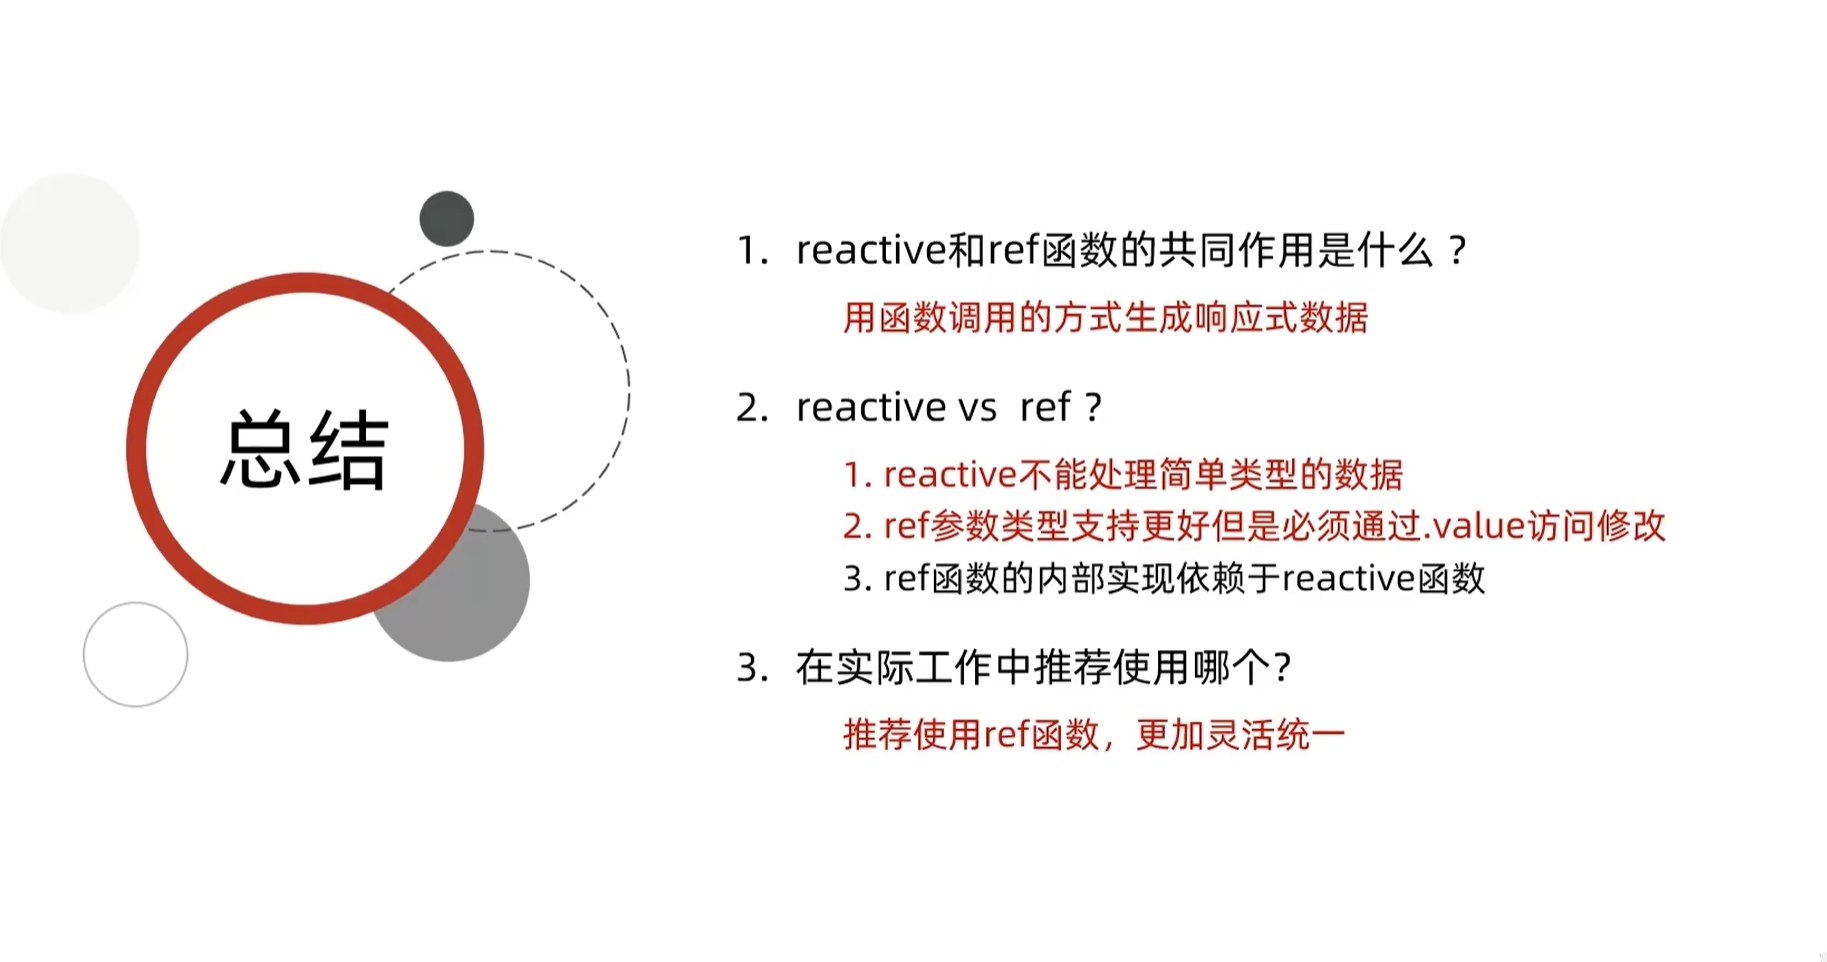 总结
1. reactive和ref函数的共同作用是什么？
用函数调用的方式生成响应式数据
2. reactive vs ref？
1. reactive不能处理简单类型的数据
2. ref参数类型支持更好但是必须通过.value访问修改
3. ref函数的内部实现依赖于reactive函数
3. 在实际工作中推荐使用哪个？
推荐使用ref函数，更加灵活统一